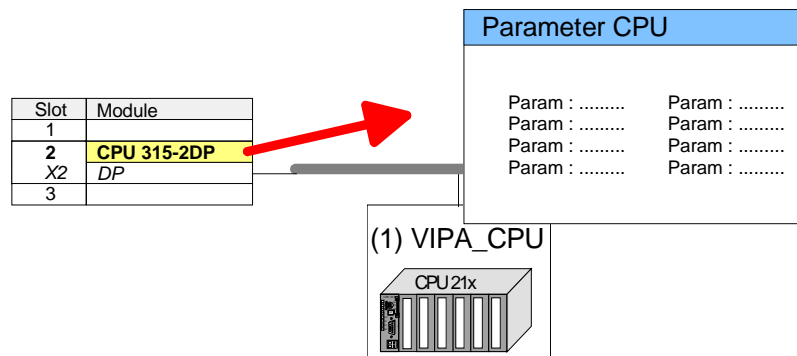 Parameter CPU
Param : ......... Param : .........
Param : ......... Param : .........
Param : ......... Param : .........
Param : ......... Param : .........
Slot Module
1
2 CPU 315-2DP
X2 DP
3
(1) VIPA_CPU
CPU 21x